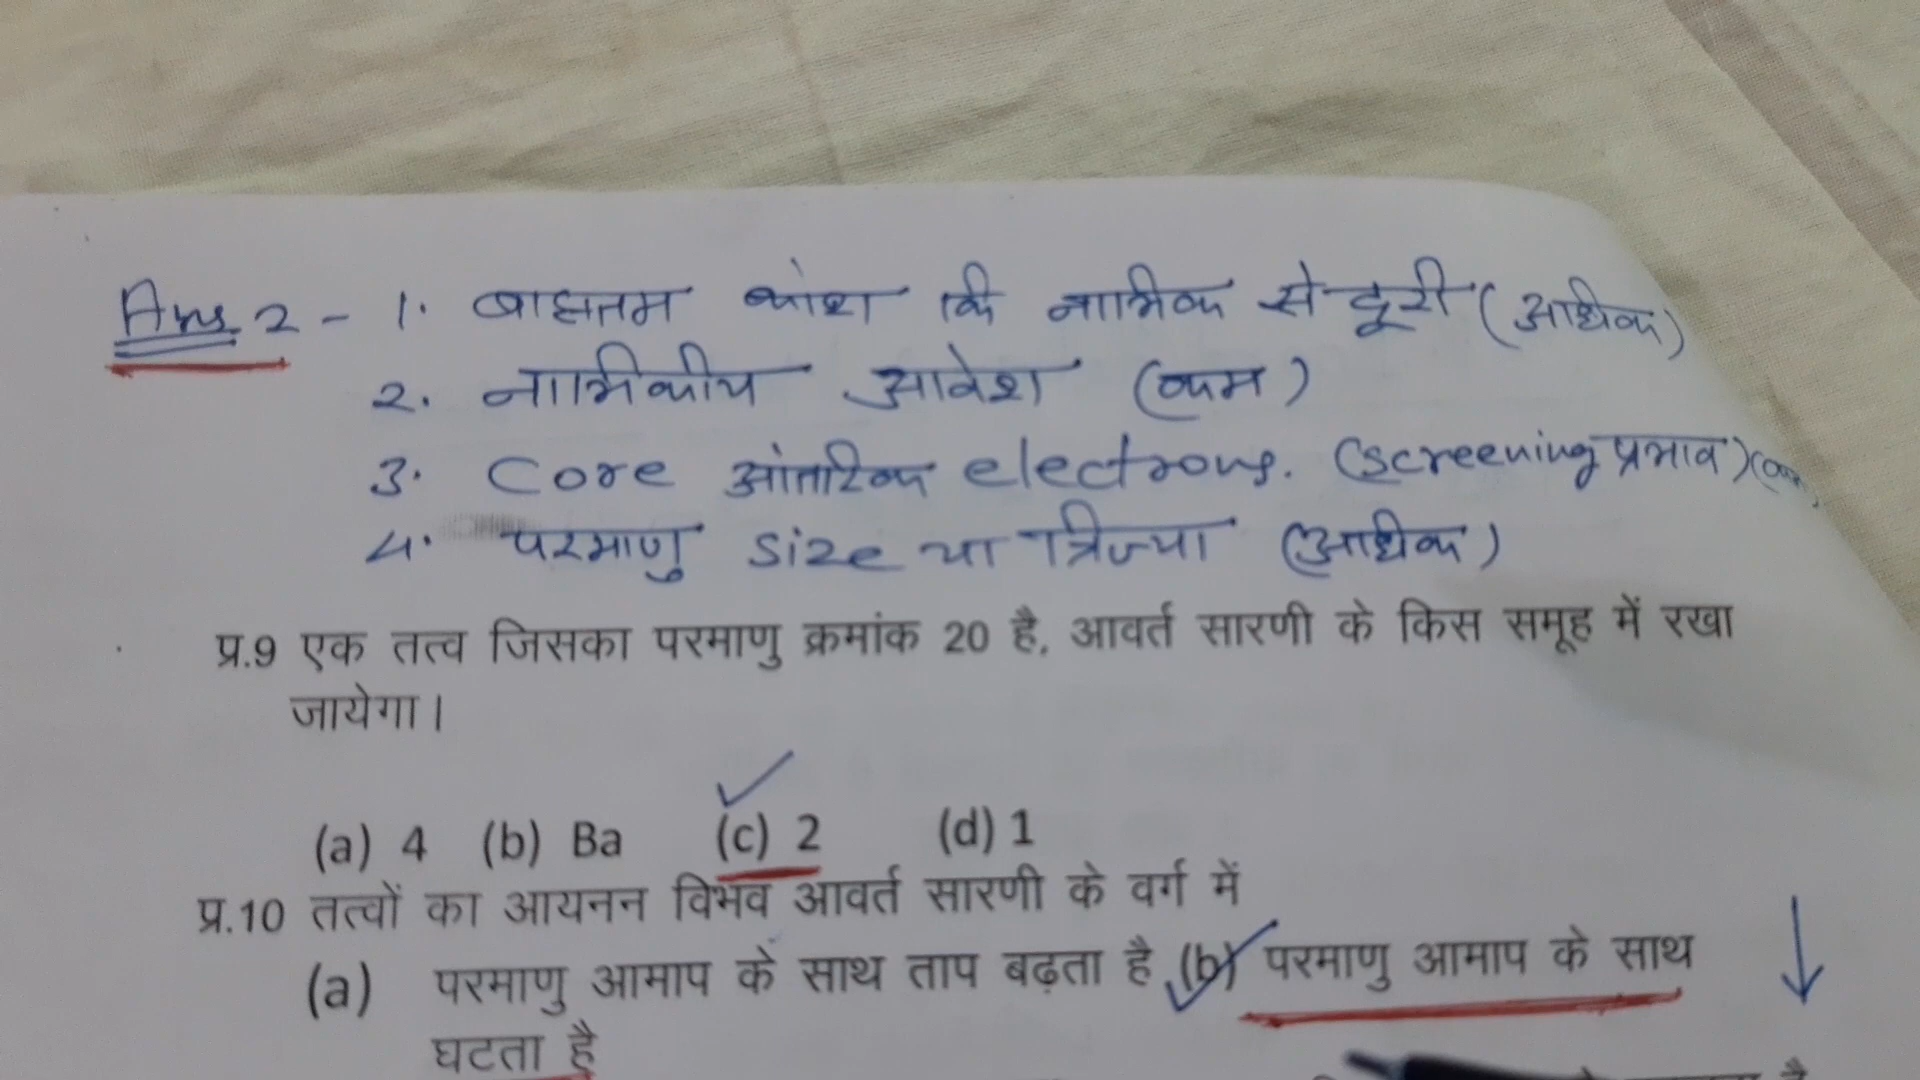 Ans 2 - 1. बाह्यतम कोश कि नाभिक से दूरी (अधिक)
2. नाभिकीय आवेश (कम)
3. Core आंतरिक electrons. (screening प्रभाव)
4. परमाणु size या त्रिज्या (अधिक)
प्र.9 एक तत्व जिसका परमाणु क्रमांक 20 है, आवर्त सारणी के किस समूह में रखा
जायेगा।
(a) 4 (b) Ba (c) 2 (d) 1
प्र.10 तत्वों का आयनन विभव आवर्त सारणी के वर्ग में
(a) परमाणु आमाप के साथ ताप बढ़ता है (b) परमाणु आमाप के साथ
घटता है